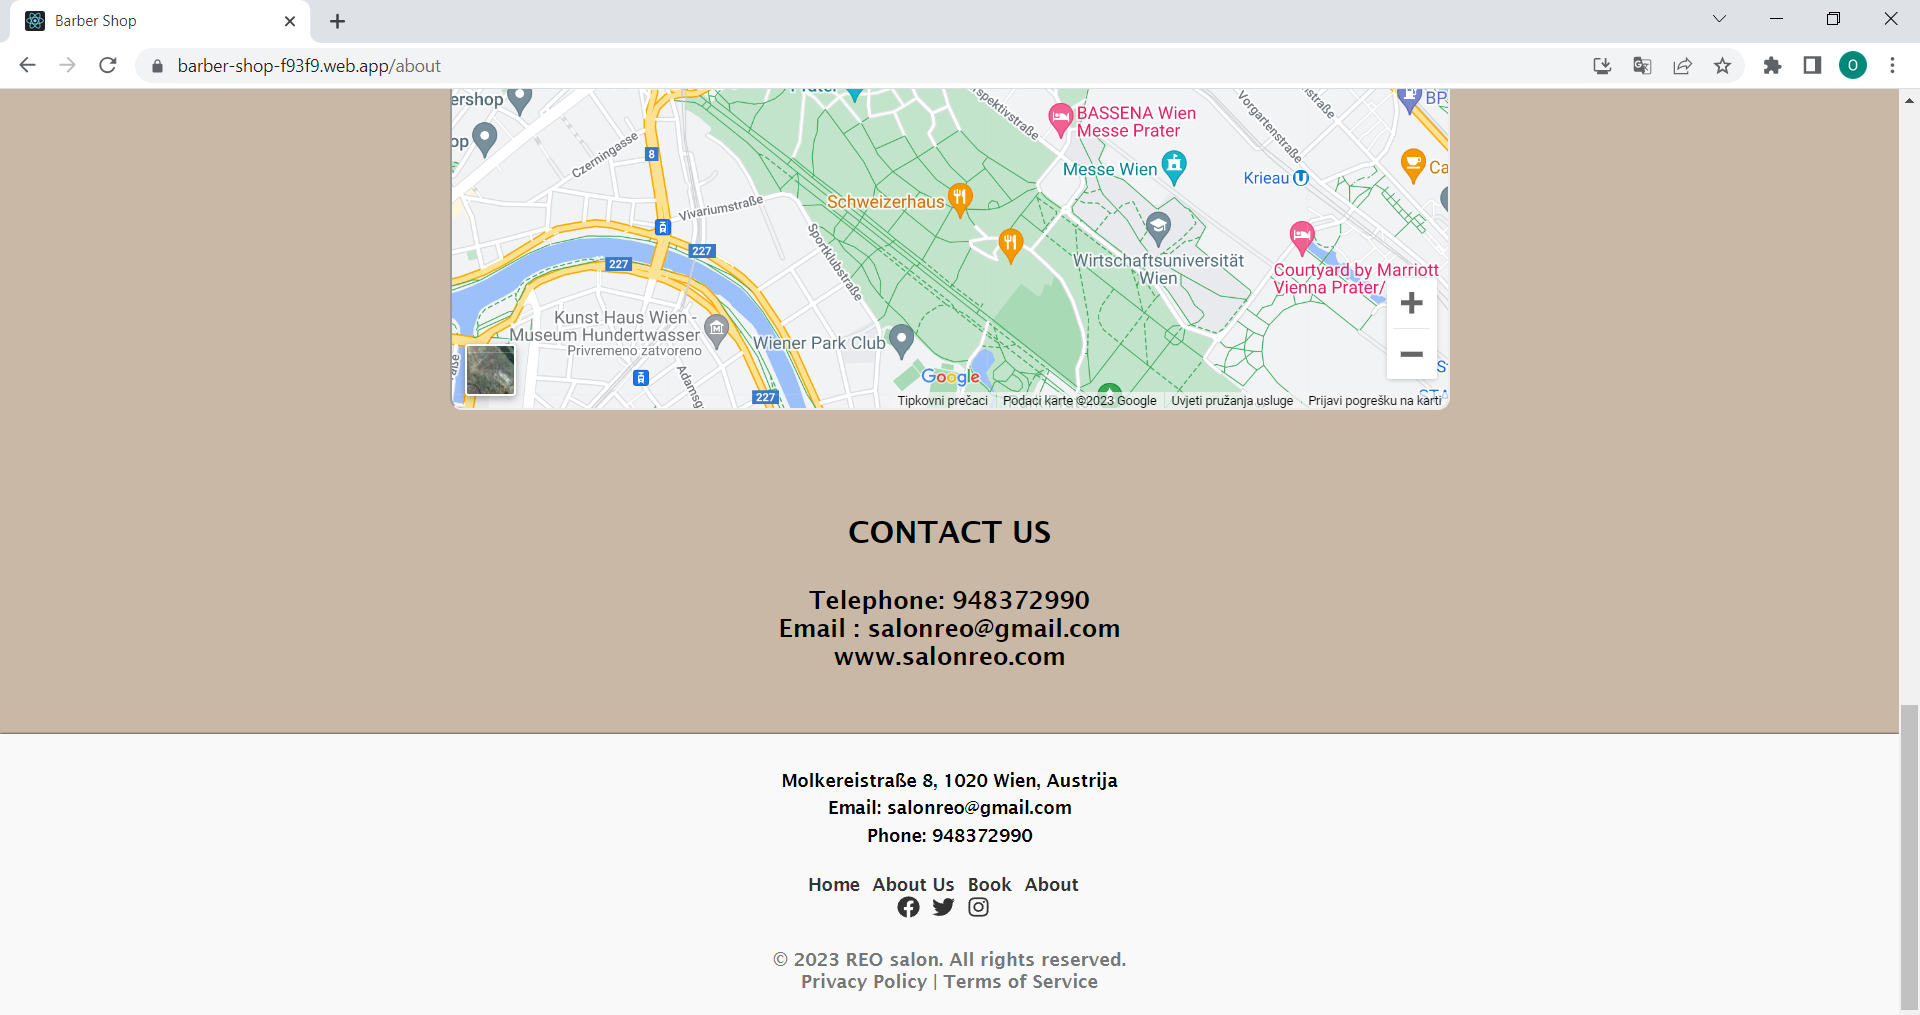 Barber Shop
barber-shop-f93f9.web.app/about
O
ershop
Prater
spektivstraße
Vorgartenstraße
BP
op
Czerningasse
8
BASSENA Wien
Messe Prater
Messe Wien
Krieau U
Ca
Schweizerhaus
Vivariumstraße
Sportklubstraße
227
227
Wirtschaftsuniversität
Wien
Courtyard by Marriott
Vienna Prater/
Kunst Haus Wien -
Museum Hundertwasser
Privremeno zatvoreno
Wiener Park Club
Adamsg
227
Google
Tipkovni prečaci
Podaci karte ©2023 Google
Uvjeti pružanja usluge
Prijavi pogrešku na karti
CONTACT US
Telephone: 948372990
Email : salonreo@gmail.com
www.salonreo.com
Molkereistraße 8, 1020 Wien, Austrija
Email: salonreo@gmail.com
Phone: 948372990
Home About Us Book About
© 2023 REO salon. All rights reserved.
Privacy Policy | Terms of Service